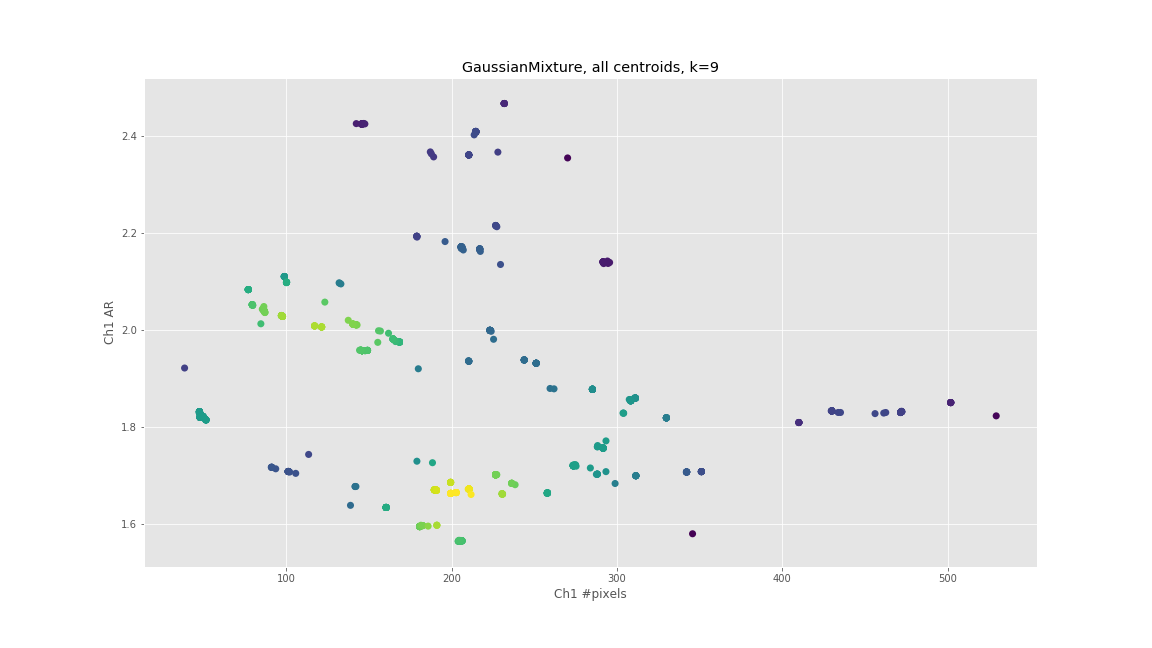 GaussianMixture, all centroids, k=9
2.4
2.2
2.0
1.8
1.6
Ch1 AR
100 200 300 400 500
Ch1 #pixels